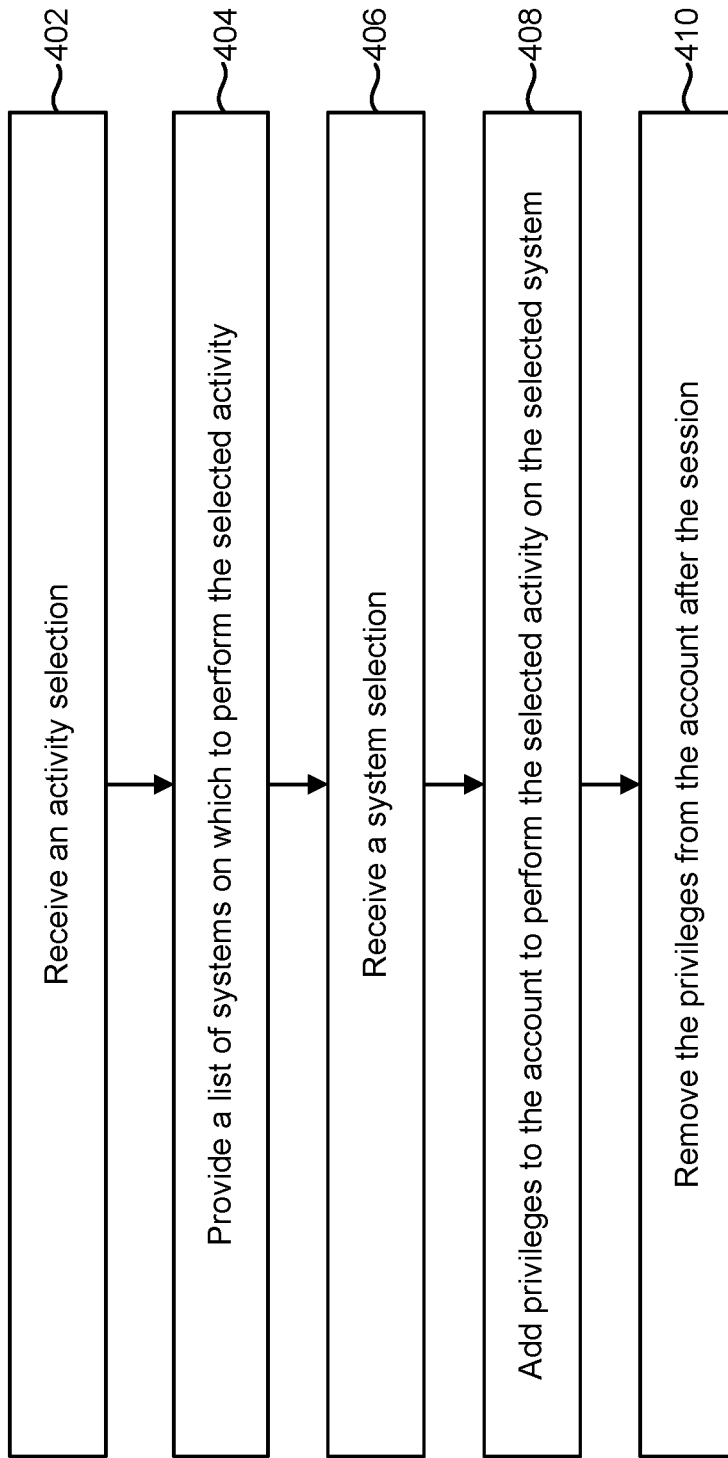 Receive an activity selection
402
Provide a list of systems on which to perform the selected activity
404
Receive a system selection
406
Add privileges to the account to perform the selected activity on the selected system
408
Remove the privileges from the account after the session
410